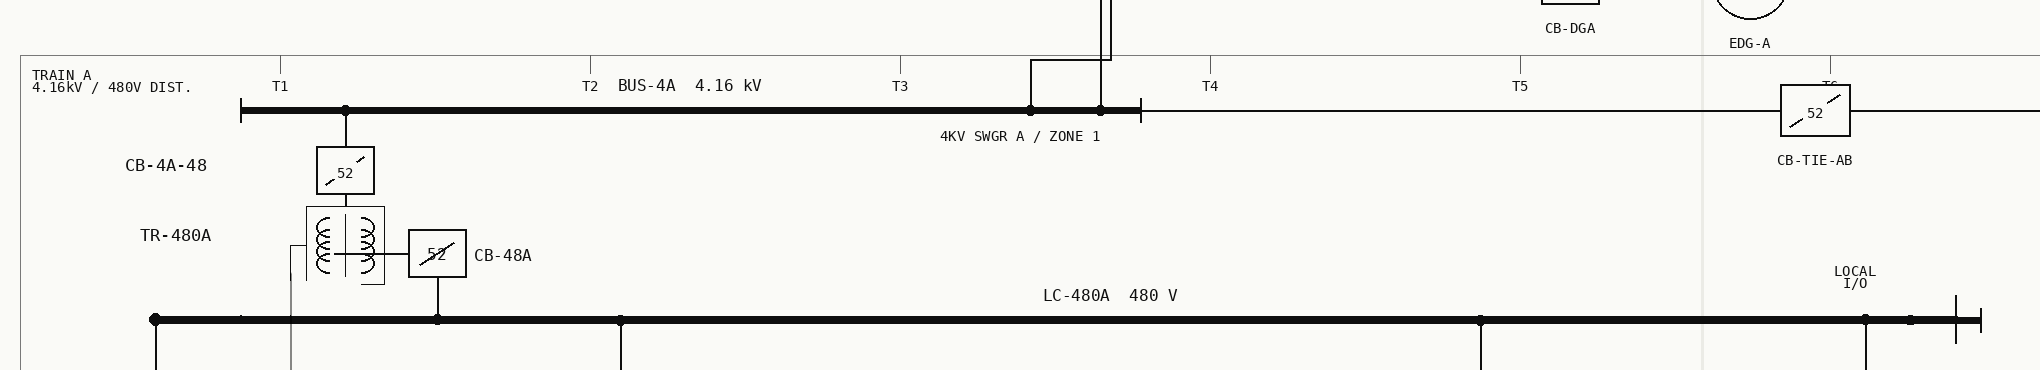 CB-DGA
EDG-A
TRAIN A
4.16kV / 480V DIST.
T1
T2
BUS-4A 4.16 kV
T3
T4
T5
T6
52
4KV SWGR A / ZONE 1
CB-TIE-AB
CB-4A-48
52
TR-480A
52
CB-48A
LOCAL
I/O
LC-480A 480 V